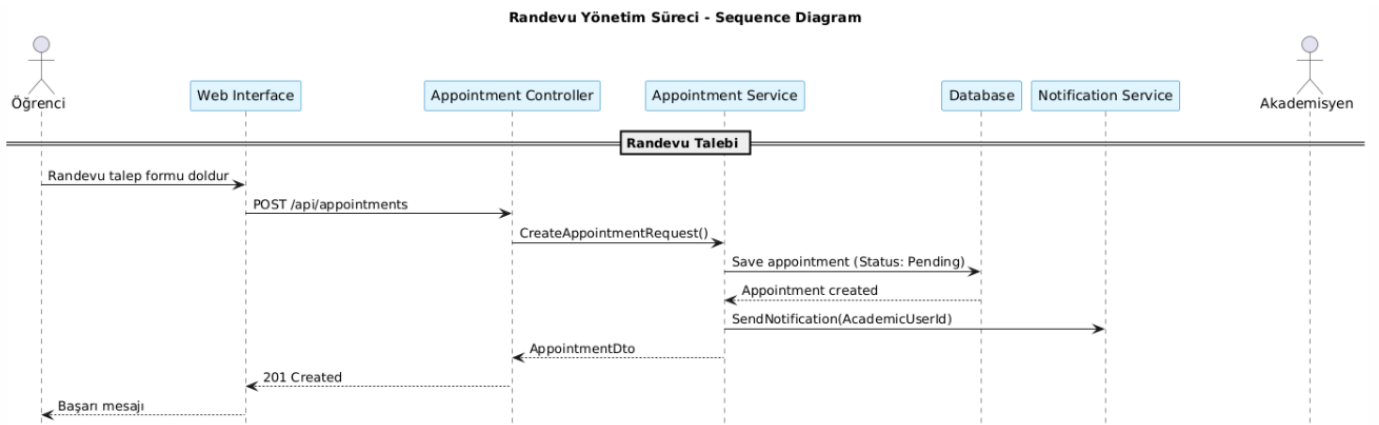 Randevu Yönetim Süreci - Sequence Diagram
Öğrenci
Web Interface
Appointment Controller
Appointment Service
Database
Notification Service
Akademisyen
Randevu Talebi
Randevu talep formu doldur
POST /api/appointments
CreateAppointmentRequest()
Save appointment (Status: Pending)
Appointment created
SendNotification(AcademicUserId)
AppointmentDto
201 Created
Başarı mesajı